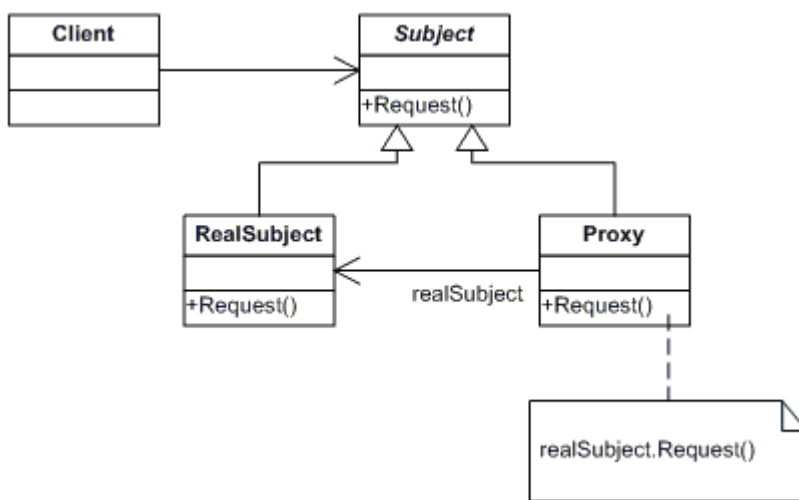 Client
Subject
+Request()
RealSubject
+Request()
realSubject
Proxy
+Request()
realSubject.Request()